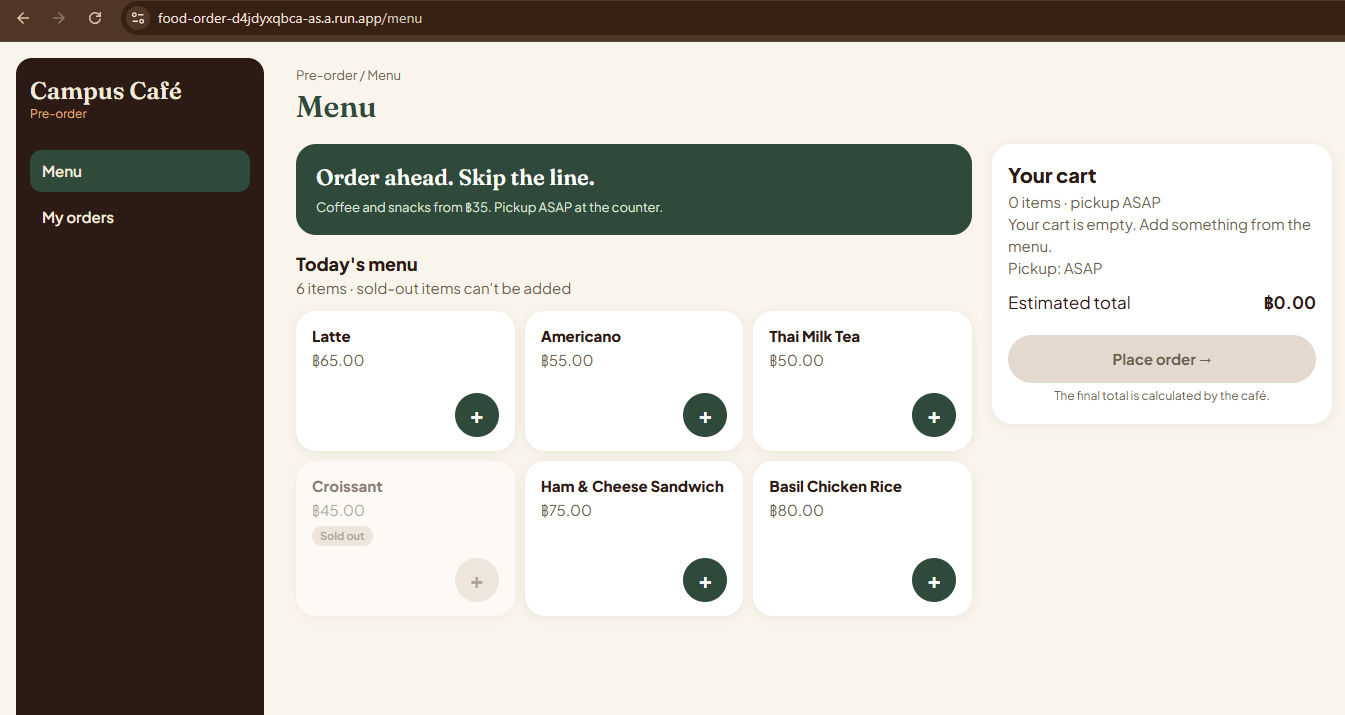 food-order-d4jdyxqbca-as.a.run.app/menu
Campus Café
Pre-order
Menu
My orders
Pre-order / Menu
Menu
Order ahead. Skip the line.
Coffee and snacks from ฿35. Pickup ASAP at the counter.
Today's menu
6 items · sold-out items can't be added
Latte
฿65.00
+
Americano
฿55.00
+
Thai Milk Tea
฿50.00
+
Croissant
฿45.00
Sold out
+
Ham & Cheese Sandwich
฿75.00
+
Basil Chicken Rice
฿80.00
+
Your cart
0 items · pickup ASAP
Your cart is empty. Add something from the
menu.
Pickup: ASAP
Estimated total ฿0.00
Place order →
The final total is calculated by the café.